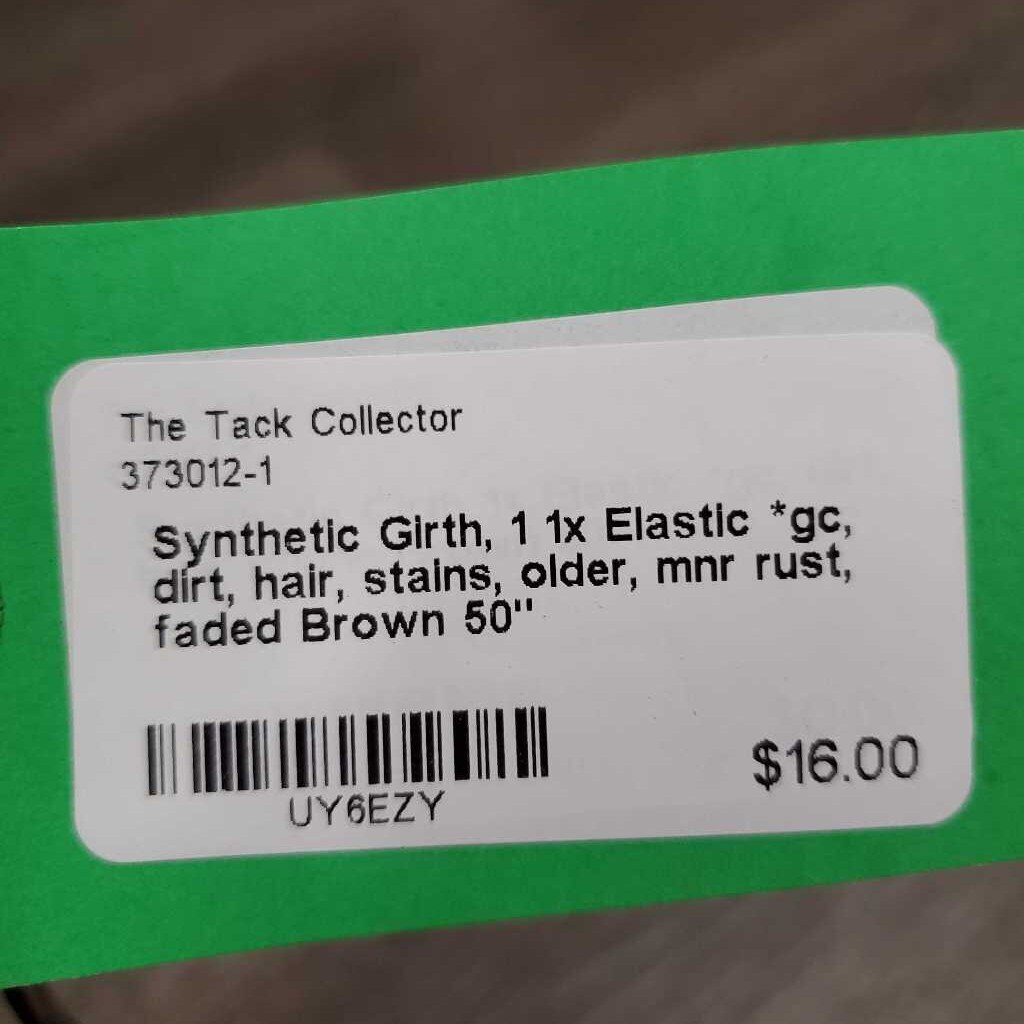 The Tack Collector
373012-1
Synthetic Girth, 1 1x Elastic *gc,
dirt, hair, stains, older, mnr rust,
faded Brown 50"
UY6EZY
$16.00